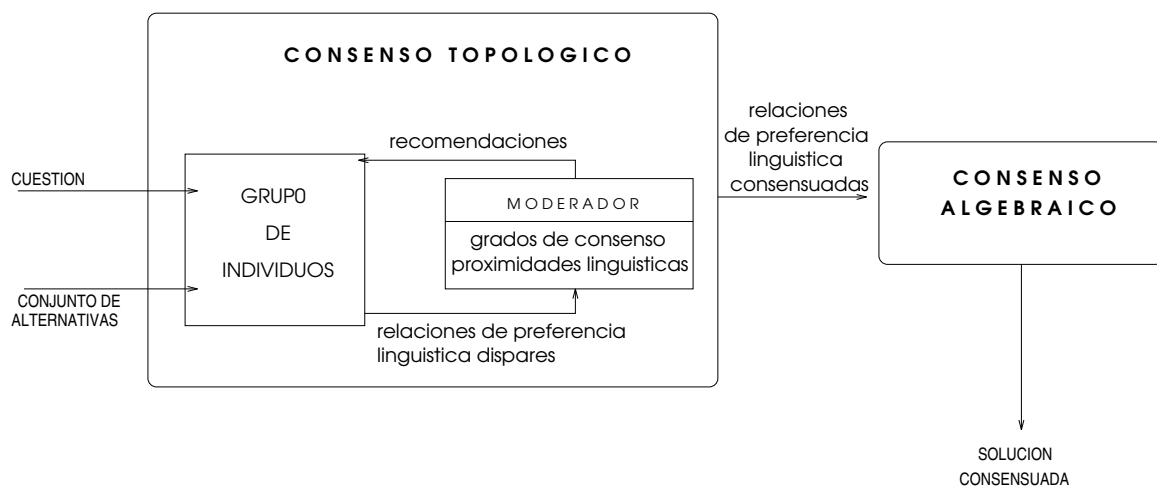 CONSENSO TOPOLOGICO
recomendaciones
CUESTION
GRUPO
DE
INDIVIDUOS
MODERADOR
grados de consenso
proximidades linguisticas
CONJUNTO DE
ALTERNATIVAS
relaciones de preferencia
linguistica dispares
relaciones
de preferencia
linguistica
consensuadas
CONSENSO
ALGEBRAICO
SOLUCION
CONSENSUADA